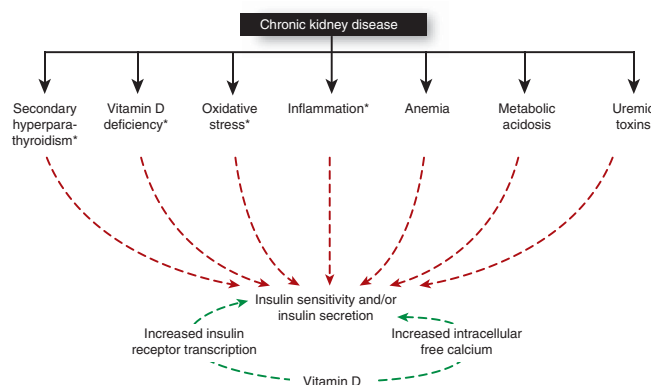 Chronic kidney disease
Secondary
hyperpara-
thyroidism*
Vitamin D
deficiency*
Oxidative
stress*
Inflammation*
Anemia
Metabolic
acidosis
Uremic
toxins
Insulin sensitivity and/or
insulin secretion
Increased insulin
receptor transcription
Increased intracellular
free calcium
Vitamin D